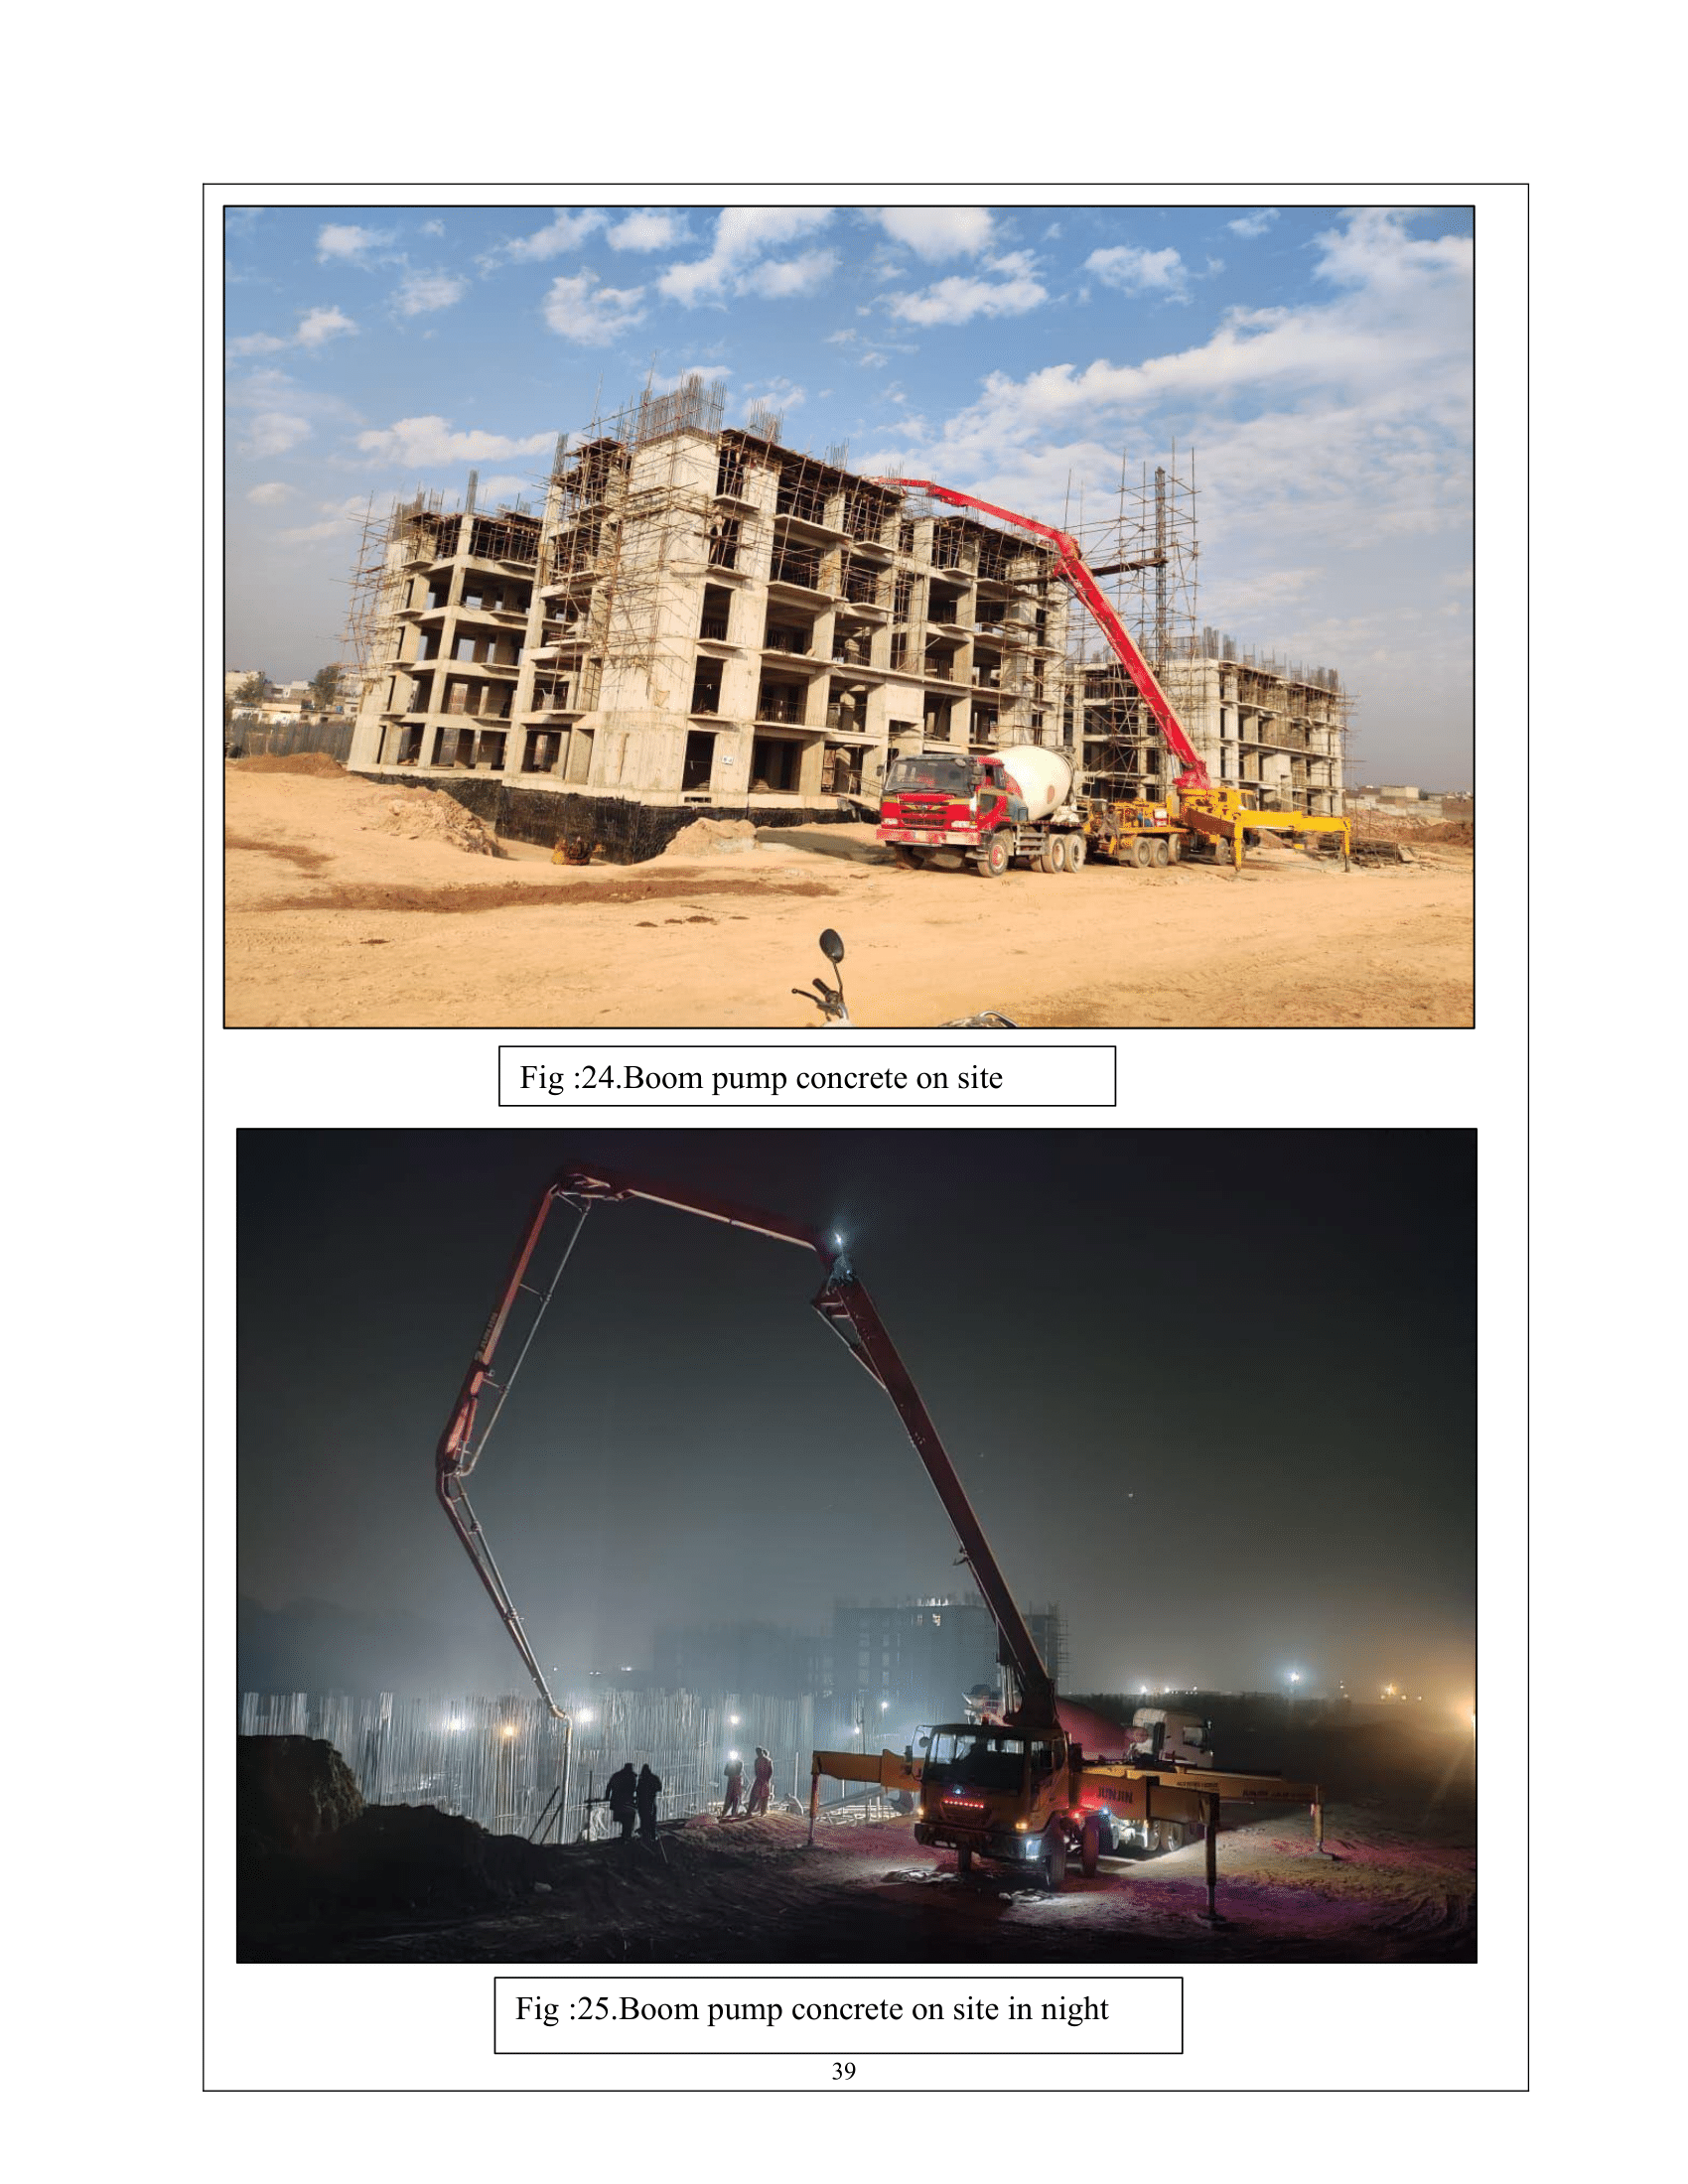 Fig :24.Boom pump concrete on site
JUNJIN
Fig :25.Boom pump concrete on site in night
39